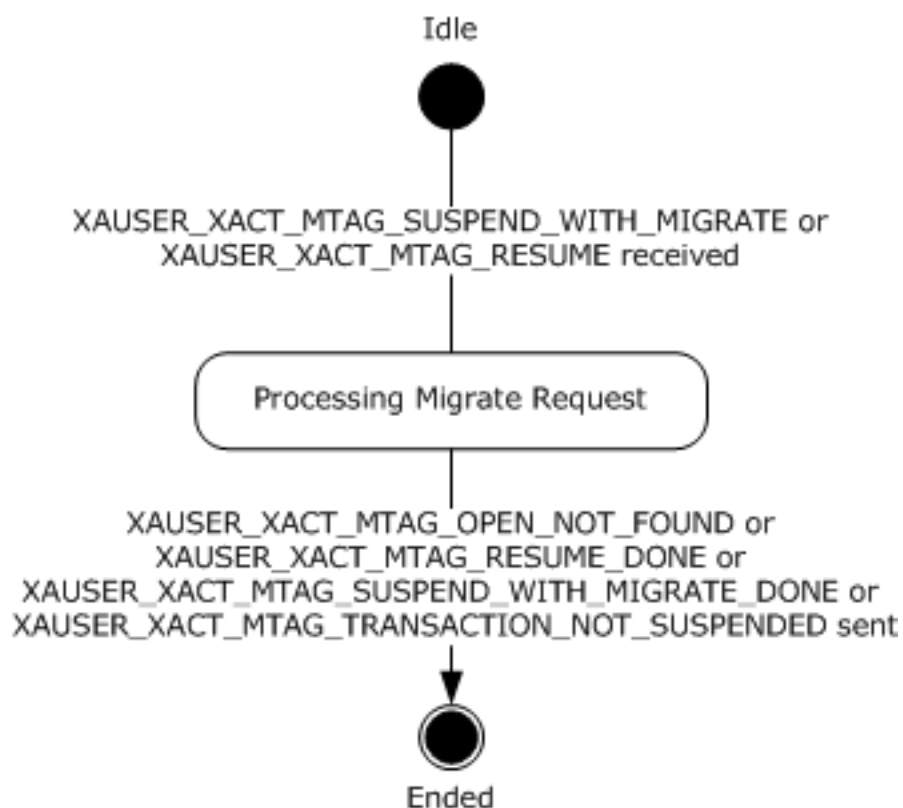 Idle
XAUSER_XACT_MTAG_SUSPEND_WITH_MIGRATE or
XAUSER_XACT_MTAG_RESUME received
Processing Migrate Request
XAUSER_XACT_MTAG_OPEN_NOT_FOUND or
XAUSER_XACT_MTAG_RESUME_DONE or
XAUSER_XACT_MTAG_SUSPEND_WITH_MIGRATE_DONE or
XAUSER_XACT_MTAG_TRANSACTION_NOT_SUSPENDED sent
Ended